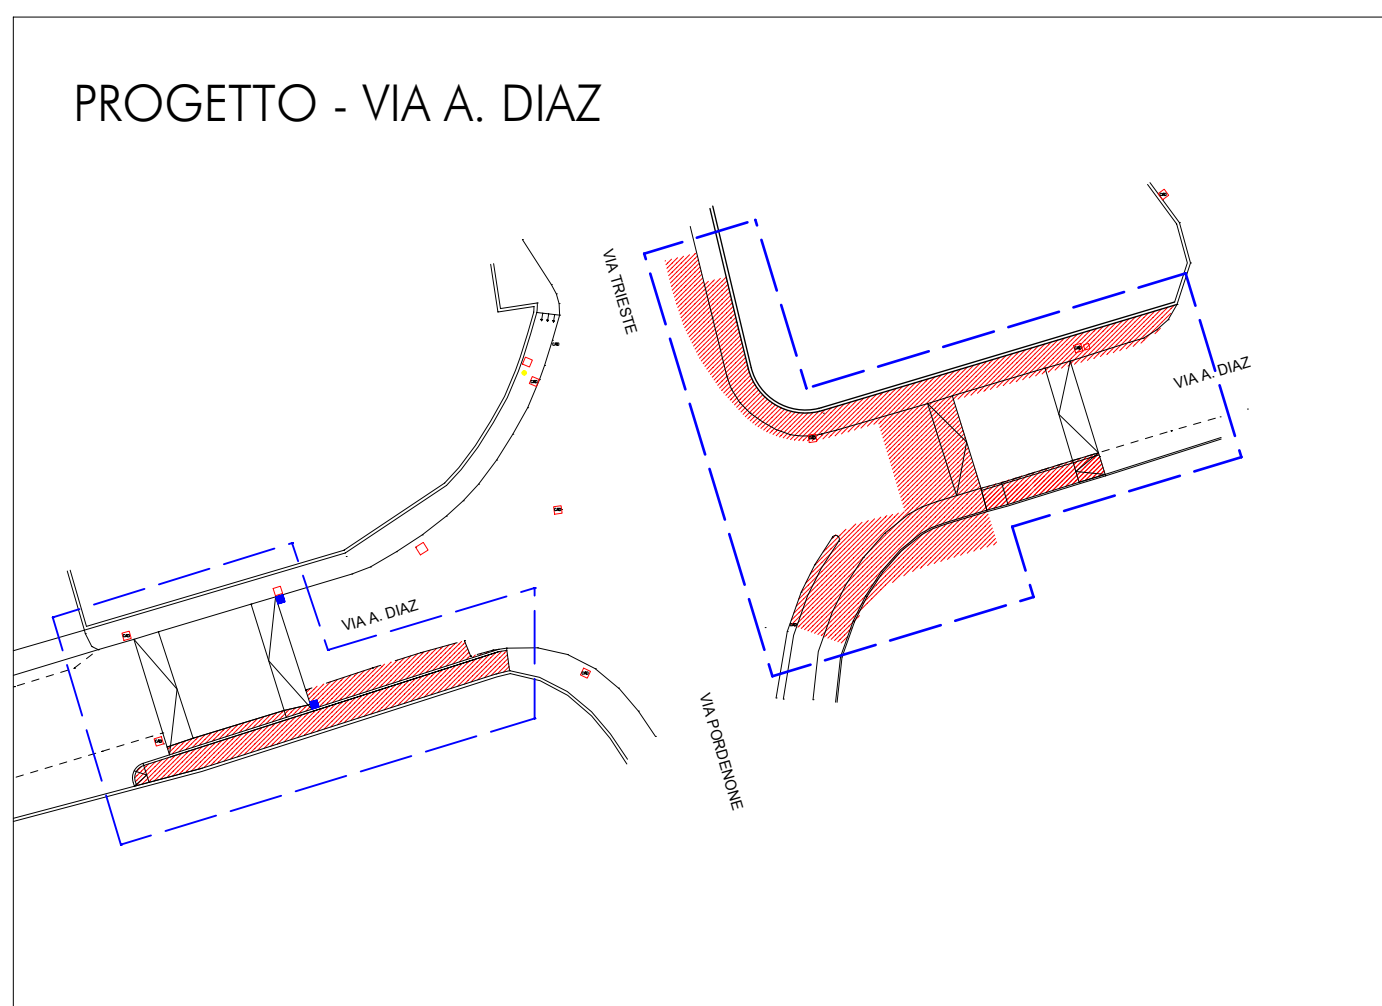 PROGETTO - VIA A. DIAZ
VIA TRIESTE
VIA A. DIAZ
VIA A. DIAZ
VIA PORDENONE